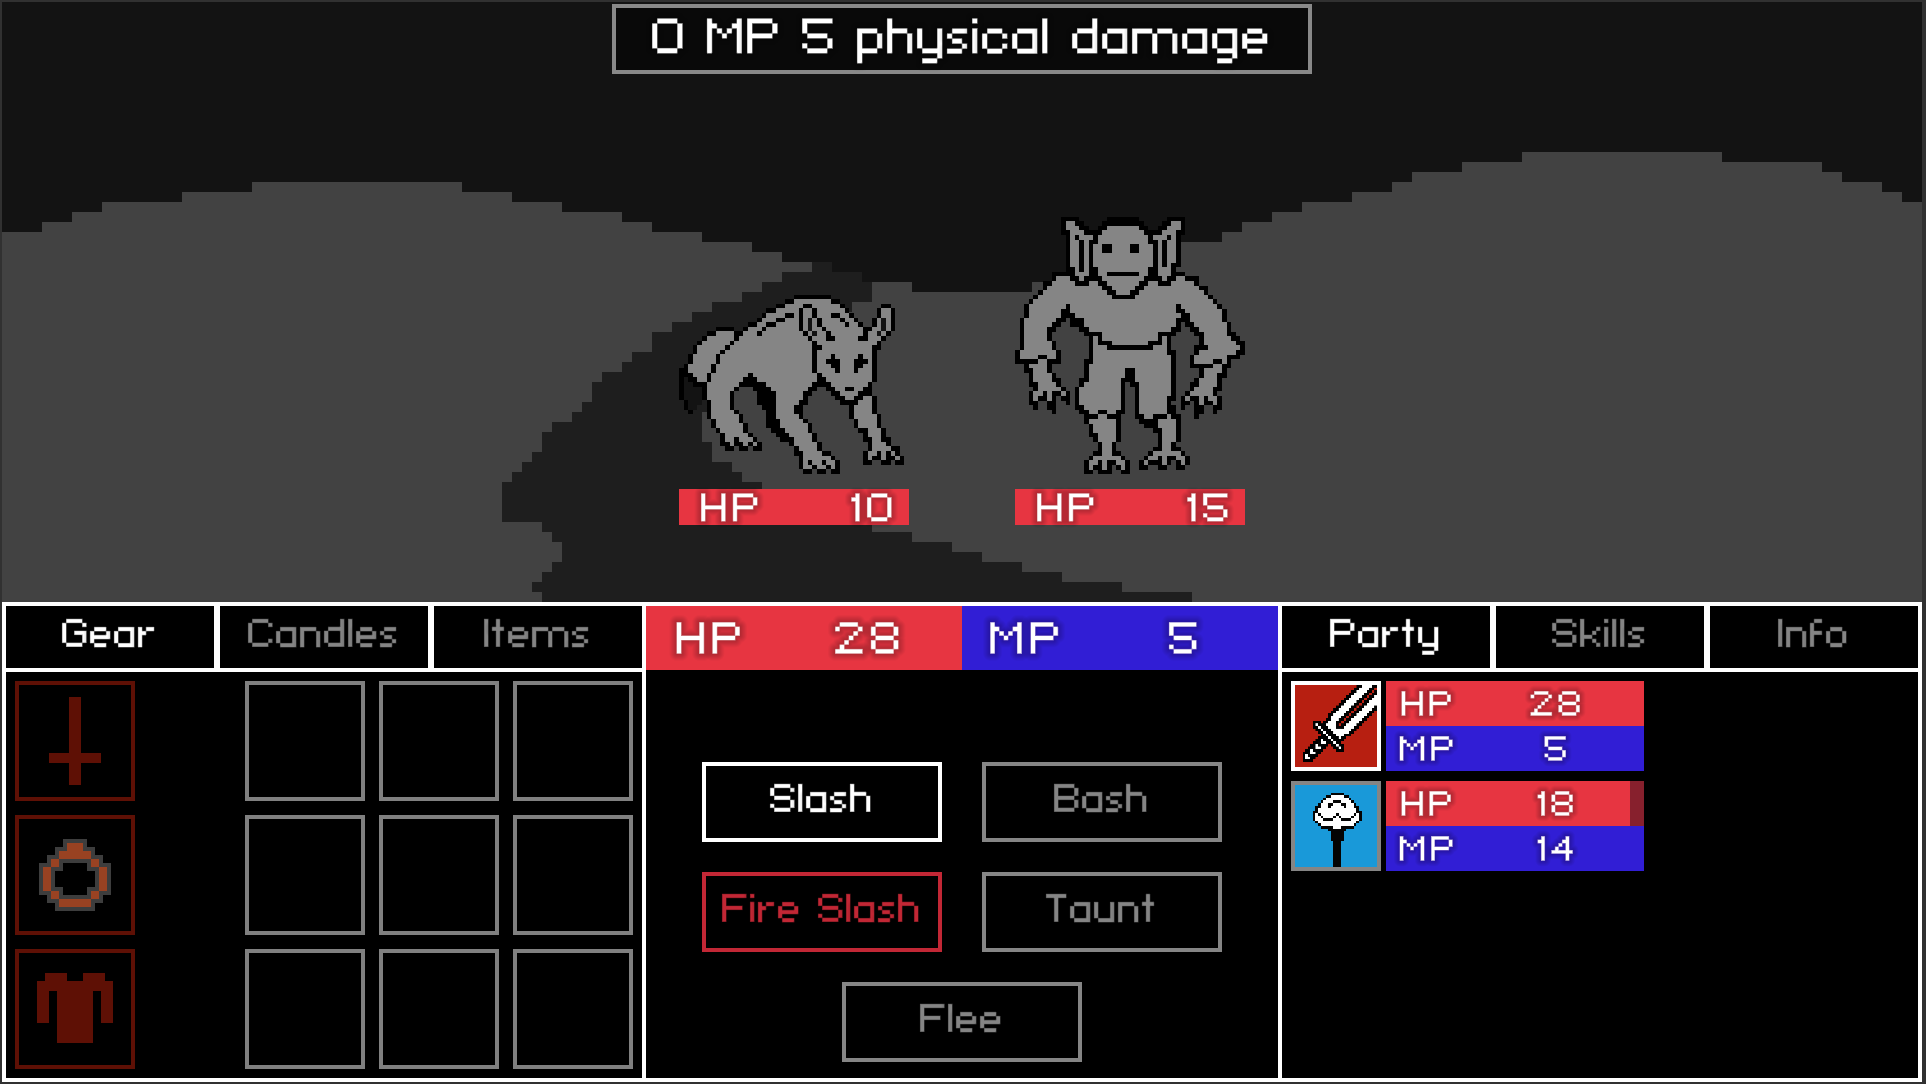 0 MP 5 physical damage
HP 10
HP 15
Gear Candles Items
HP 28 MP 5
Party Skills Info
Slash Bash
Fire Slash Taunt
Flee
HP 28
MP 5
HP 18
MP 14